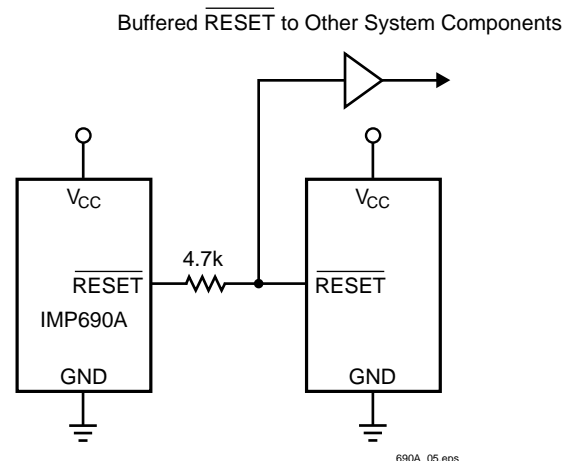 Buffered RESET to Other System Components
VCC
VCC
4.7k
RESET
RESET
IMP690A
GND
GND
690A_05.eps